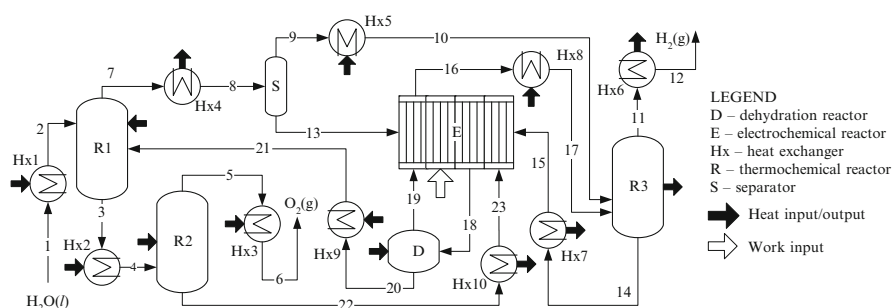 Hx5
9
10
7
Hx4
8
S
16
Hx8
H₂(g)
12
Hx6
11
2
R1
13
E
15
17
R3
Hx1
21
3
5
O₂(g)
19
18
23
1
Hx2
4
R2
Hx3
6
Hx9
D
20
Hx10
Hx7
14
H₂O(l)
22
LEGEND
D – dehydration reactor
E – electrochemical reactor
Hx – heat exchanger
R – thermochemical reactor
S – separator
Heat input/output
Work input